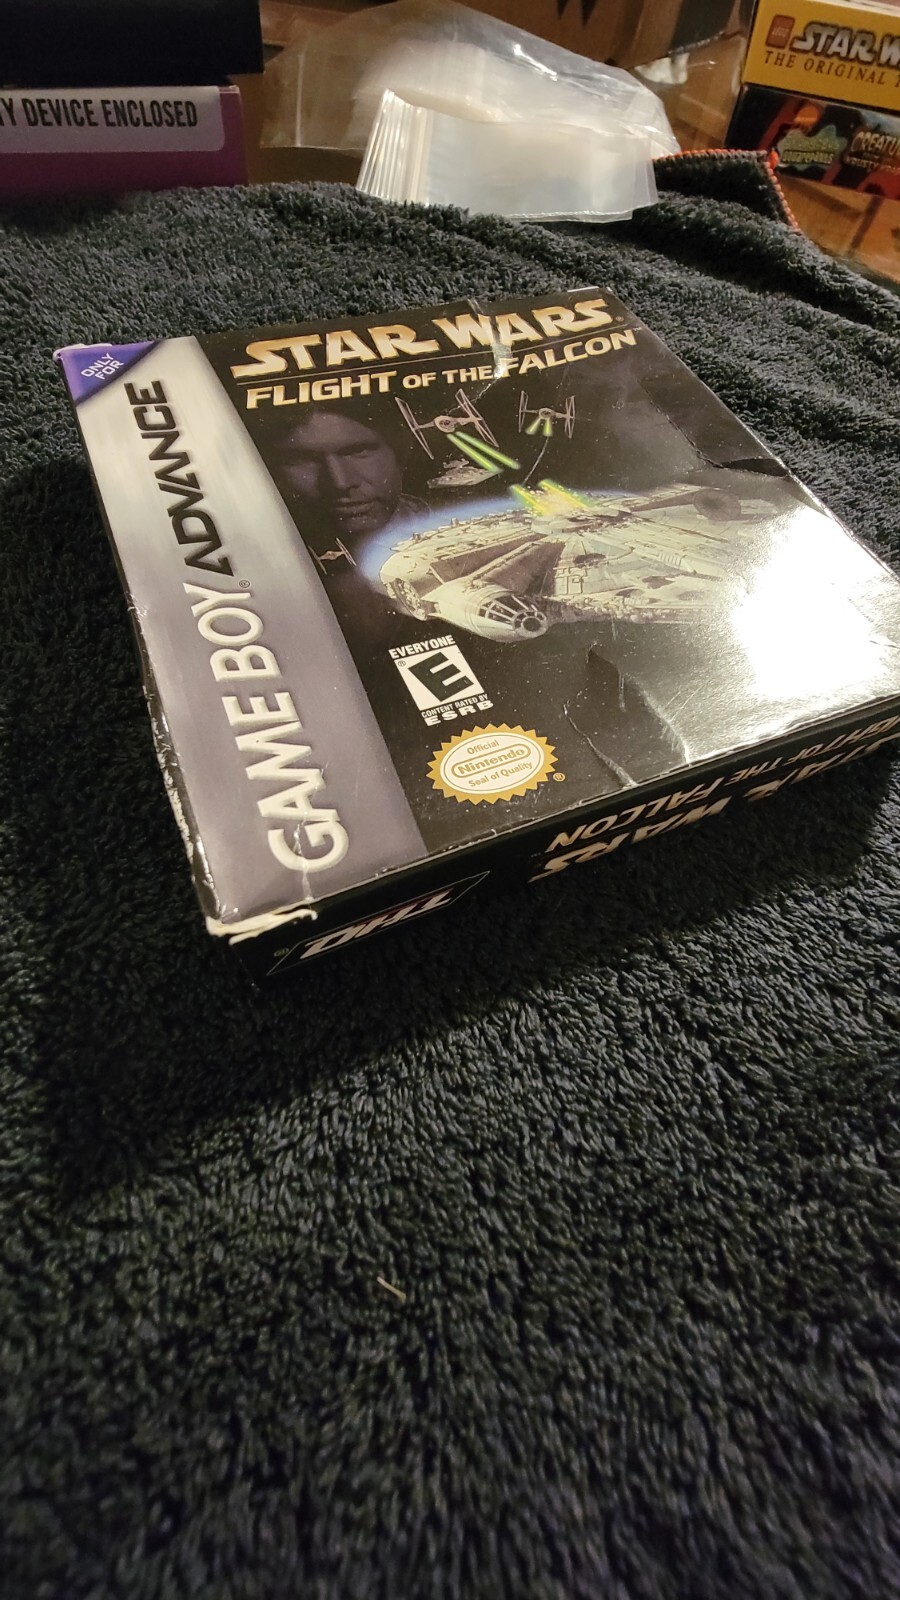 Y DEVICE ENCLOSED
STAR W
THE ORIGINAL T
CREATU
ONLY
FOR
GAME BOY ADVANCE
STAR WARS
FLIGHT OF THE FALCON
EVERYONE
E
CONTENT RATED BY
ESRB
Official
Nintendo
Seal of Quality
THQ
STAR WARS
FLIGHT OF THE FALCON